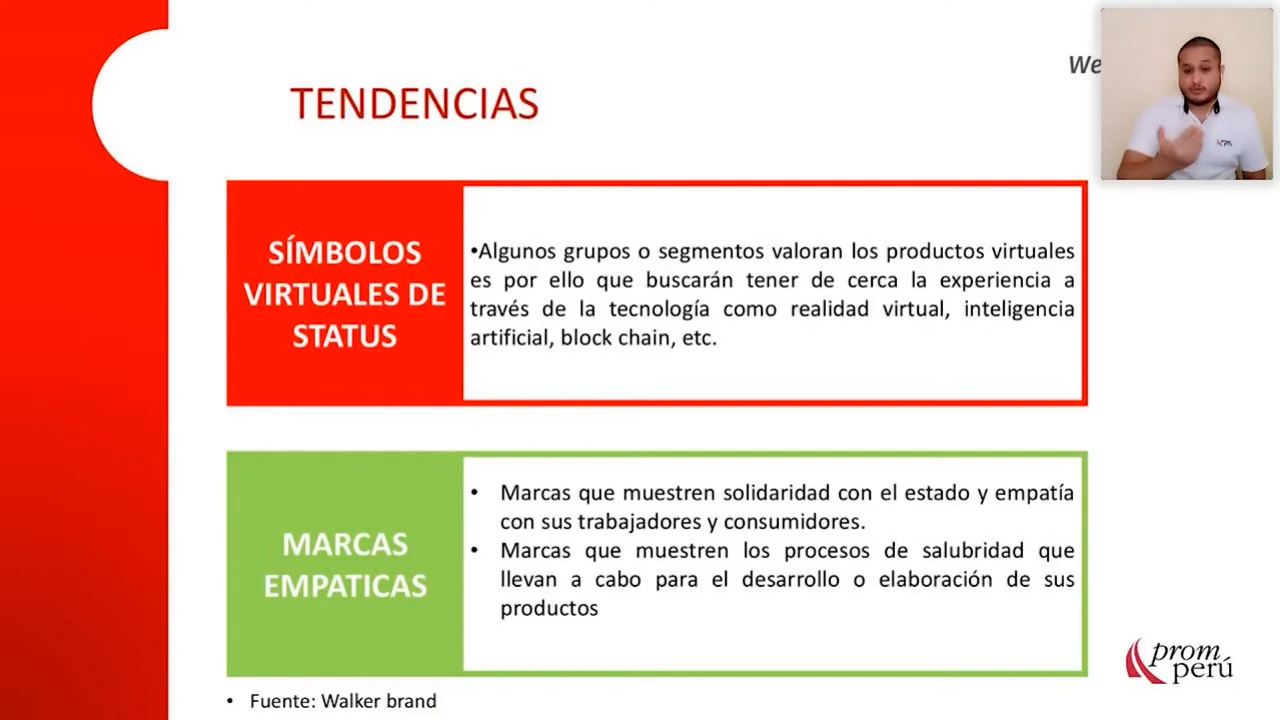 We
TENDENCIAS
SÍMBOLOS
VIRTUALES DE
STATUS
•Algunos grupos o segmentos valoran los productos virtuales
es por ello que buscarán tener de cerca la experiencia a
través de la tecnología como realidad virtual, inteligencia
artificial, block chain, etc.
MARCAS
EMPATICAS
• Marcas que muestren solidaridad con el estado y empatía
con sus trabajadores y consumidores.
• Marcas que muestren los procesos de salubridad que
llevan a cabo para el desarrollo o elaboración de sus
productos
• Fuente: Walker brand
prom
perú